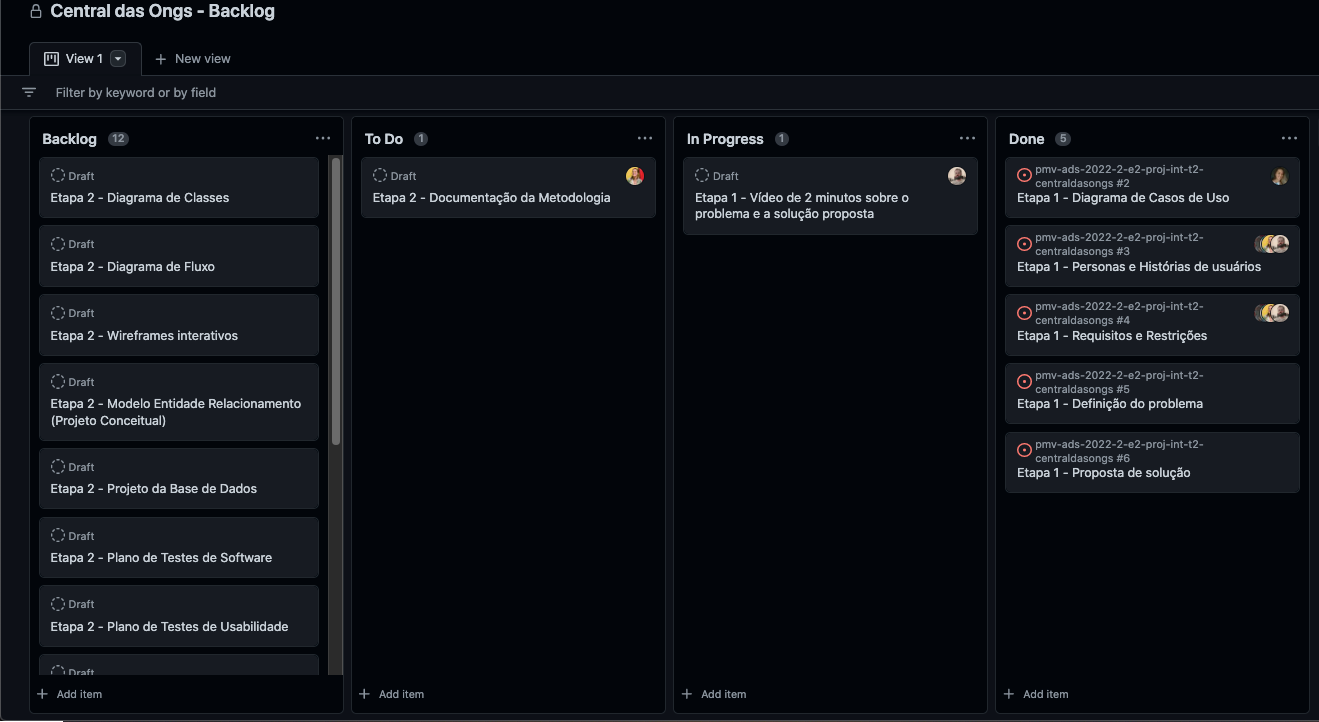 Central das Ongs - Backlog
View 1
New view
Filter by keyword or by field
Backlog 12
Draft
Etapa 2 - Diagrama de Classes
Draft
Etapa 2 - Diagrama de Fluxo
Draft
Etapa 2 - Wireframes interativos
Draft
Etapa 2 - Modelo Entidade Relacionamento
(Projeto Conceitual)
Draft
Etapa 2 - Projeto da Base de Dados
Draft
Etapa 2 - Plano de Testes de Software
Draft
Etapa 2 - Plano de Testes de Usabilidade
Draft
Add item
To Do 1
Draft
Etapa 2 - Documentação da Metodologia
Add item
In Progress 1
Draft
Etapa 1 - Vídeo de 2 minutos sobre o
problema e a solução proposta
Add item
Done 5
pmv-ads-2022-2-e2-proj-int-t2-
centraldasongs #2
Etapa 1 - Diagrama de Casos de Uso
pmv-ads-2022-2-e2-proj-int-t2-
centraldasongs #3
Etapa 1 - Personas e Histórias de usuários
pmv-ads-2022-2-e2-proj-int-t2-
centraldasongs #4
Etapa 1 - Requisitos e Restrições
pmv-ads-2022-2-e2-proj-int-t2-
centraldasongs #5
Etapa 1 - Definição do problema
pmv-ads-2022-2-e2-proj-int-t2-
centraldasongs #6
Etapa 1 - Proposta de solução
Add item